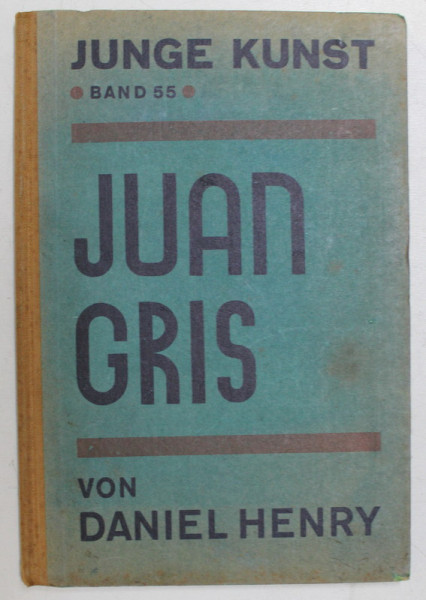 JUNGE KUNST
● BAND 55 ●
JUAN
GRIS
VON
DANIEL HENRY